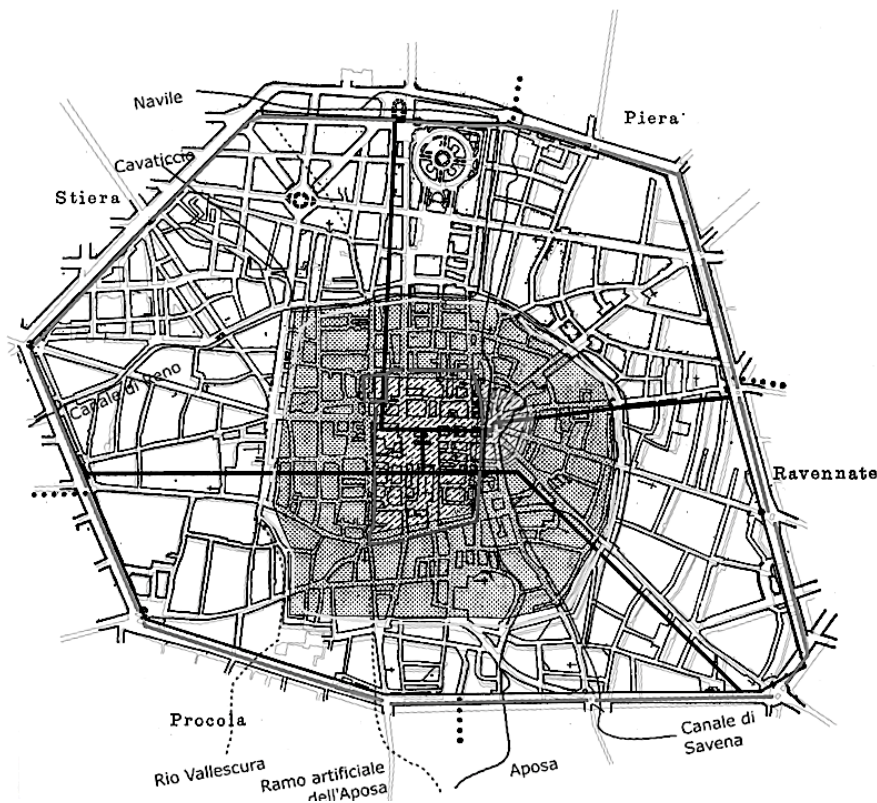 Navile
Piera'
Cavaticcio
Stiera
Canale di Reno
Ravennate
Procola
Canale di
Savena
Rio Vallescura
Ramo artificiale
dell'Aposa
Aposa